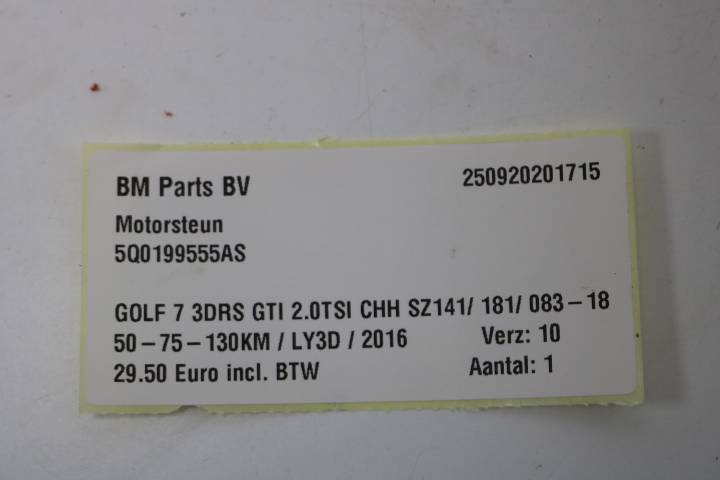 BM Parts BV 250920201715
Motorsteun
5Q0199555AS
GOLF 7 3DRS GTI 2.0TSI CHH SZ141/ 181/ 083-18
50-75-130KM / LY3D / 2016 Verz: 10
29.50 Euro incl. BTW Aantal: 1